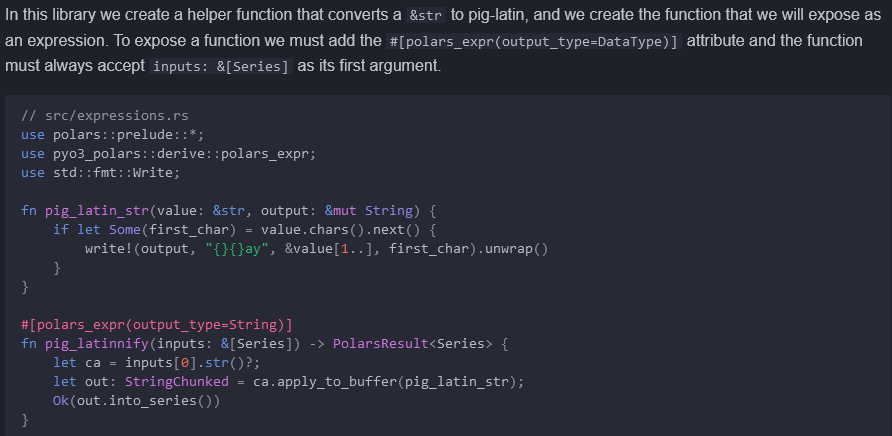 In this library we create a helper function that converts a &str to pig-latin, and we create the function that we will expose as
an expression. To expose a function we must add the #[polars_expr(output_type=DataType)] attribute and the function
must always accept inputs: &[Series] as its first argument.
// src/expressions.rs
use polars::prelude::*;
use pyo3_polars::derive::polars_expr;
use std::fmt::Write;
fn pig_latin_str(value: &str, output: &mut String) {
    if let Some(first_char) = value.chars().next() {
        write!(output, "{}{}ay", &value[1..], first_char).unwrap()
    }
}
#[polars_expr(output_type=String)]
fn pig_latinnify(inputs: &[Series]) -> PolarsResult<Series> {
    let ca = inputs[0].str()?;
    let out: StringChunked = ca.apply_to_buffer(pig_latin_str);
    Ok(out.into_series())
}